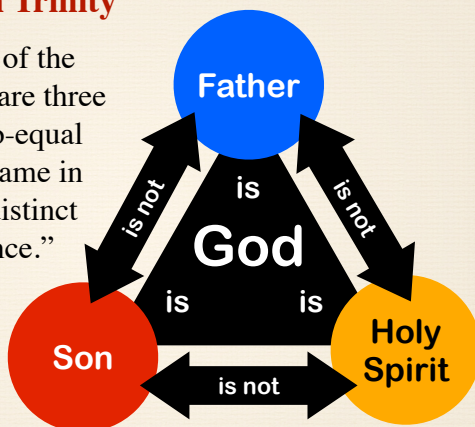 Trinity
of the
are three
o-equal
ame in
distinct
nce.”
Father
is not
is
is not
God
is
is
Son
is not
Holy
Spirit